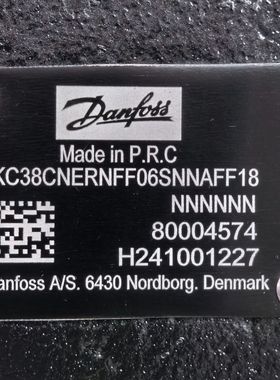 Danfoss
Made in P.R.C
KC38CNERNFF06SNNAFF18
NNNNNN
80004574
H241001227
anfoss A/S. 6430 Nordborg. Denmark